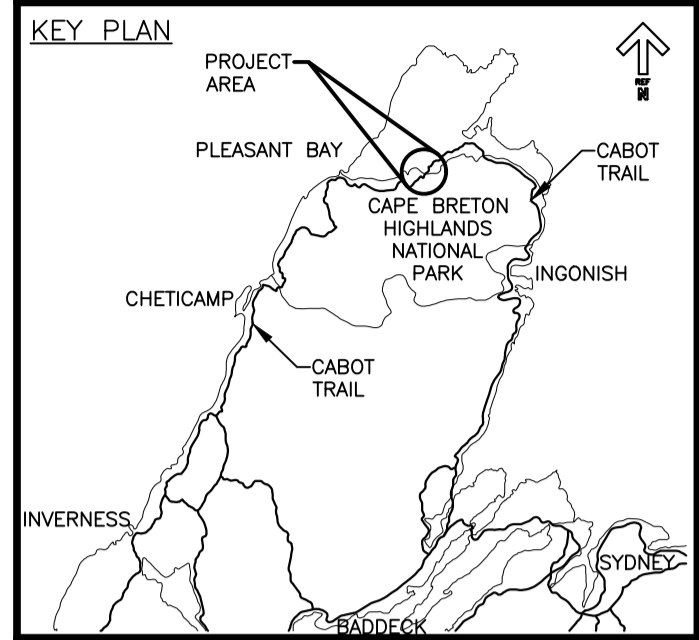 KEY PLAN
REF
N
PROJECT
AREA
PLEASANT BAY
CABOT
TRAIL
CAPE BRETON
HIGHLANDS
NATIONAL
PARK
INGONISH
CHETICAMP
CABOT
TRAIL
INVERNESS
SYDNEY
BADDECK